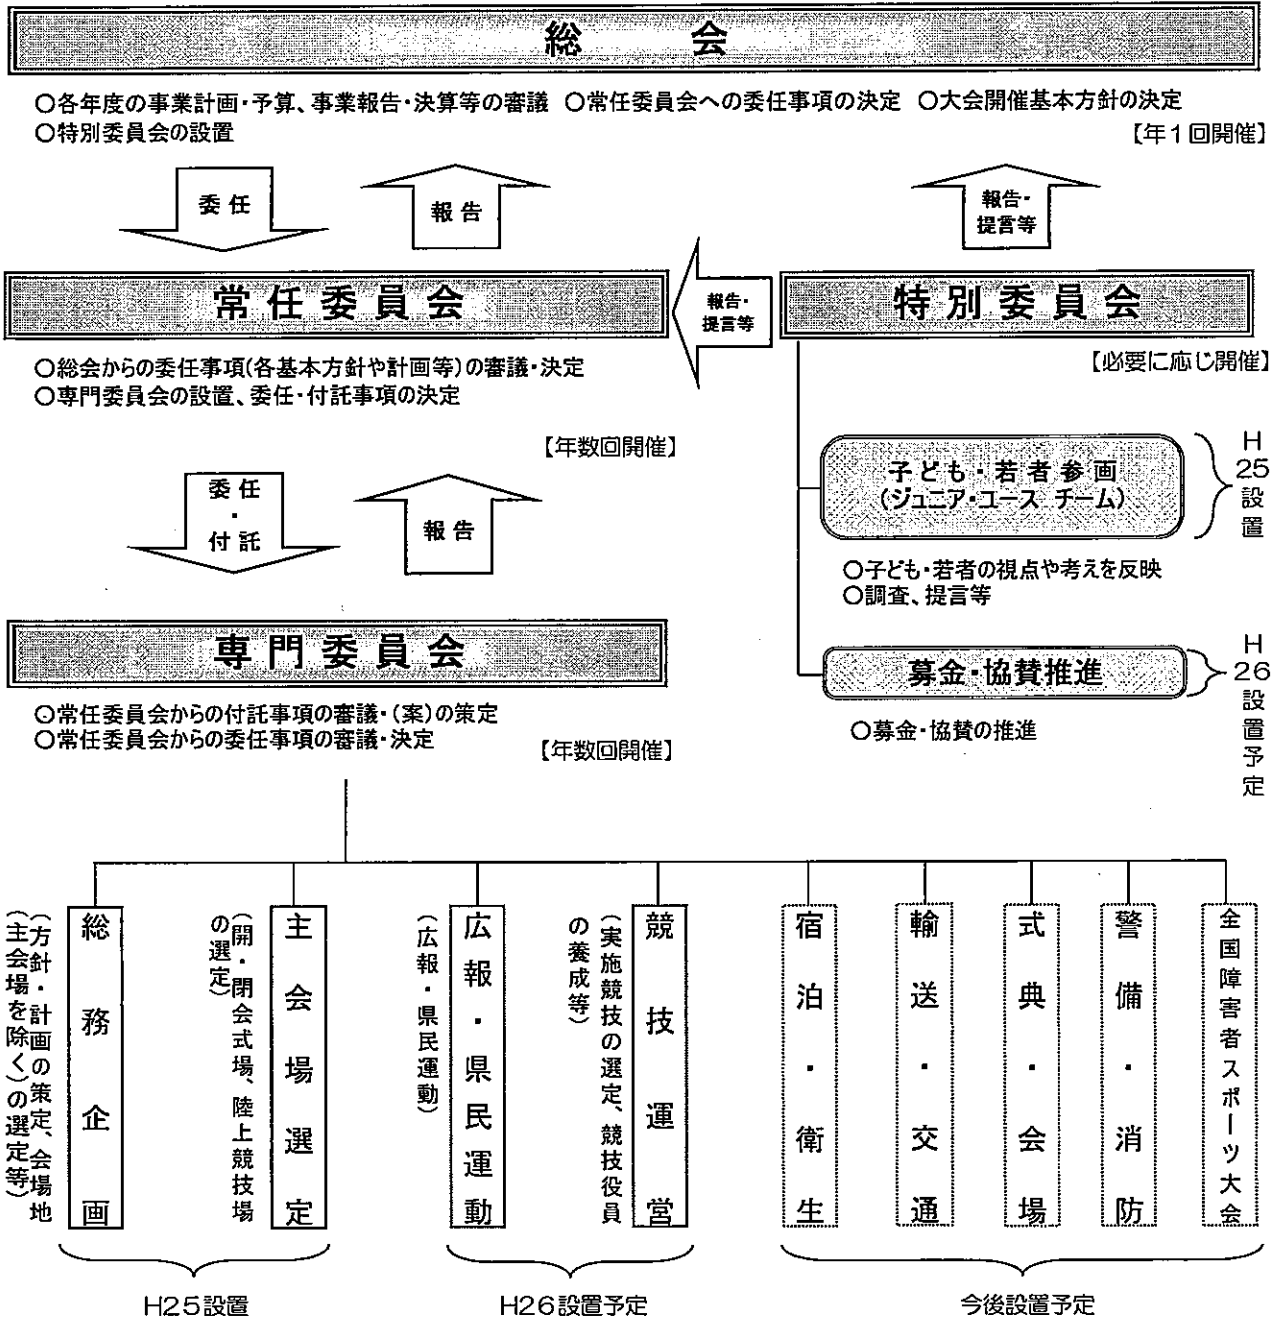 総会
○各年度の事業計画・予算、事業報告・決算等の審議 ○常任委員会への委任事項の決定 ○大会開催基本方針の決定
○特別委員会の設置
【年1回開催】
委任
報告
報告・
提言等
常任委員会
報告・
提言等
特別委員会
○総会からの委任事項(各基本方針や計画等)の審議・決定
○専門委員会の設置、委任・付託事項の決定
【年数回開催】
【必要に応じ開催】
子ども・若者参画
(ジュニア・ユース チーム)
H25設置
○子ども・若者の視点や考えを反映
○調査、提言等
委任
・
付託
報告
専門委員会
○常任委員会からの付託事項の審議・(案)の策定
○常任委員会からの委任事項の審議・決定
【年数回開催】
募金・協賛推進
H26設置予定
○募金・協賛の推進
総務企画
(方針・計画の策定、会場地
(主会場を除く)の選定等)
主会場選定
(開・閉会式場、陸上競技場
の選定)
広報・県民運動
(広報・県民運動)
競技運営
(実施競技の選定、競技役員
の養成等)
宿泊・衛生
輸送・交通
式典・会場
警備・消防
全国障害者スポーツ大会
H25設置
H26設置予定
今後設置予定